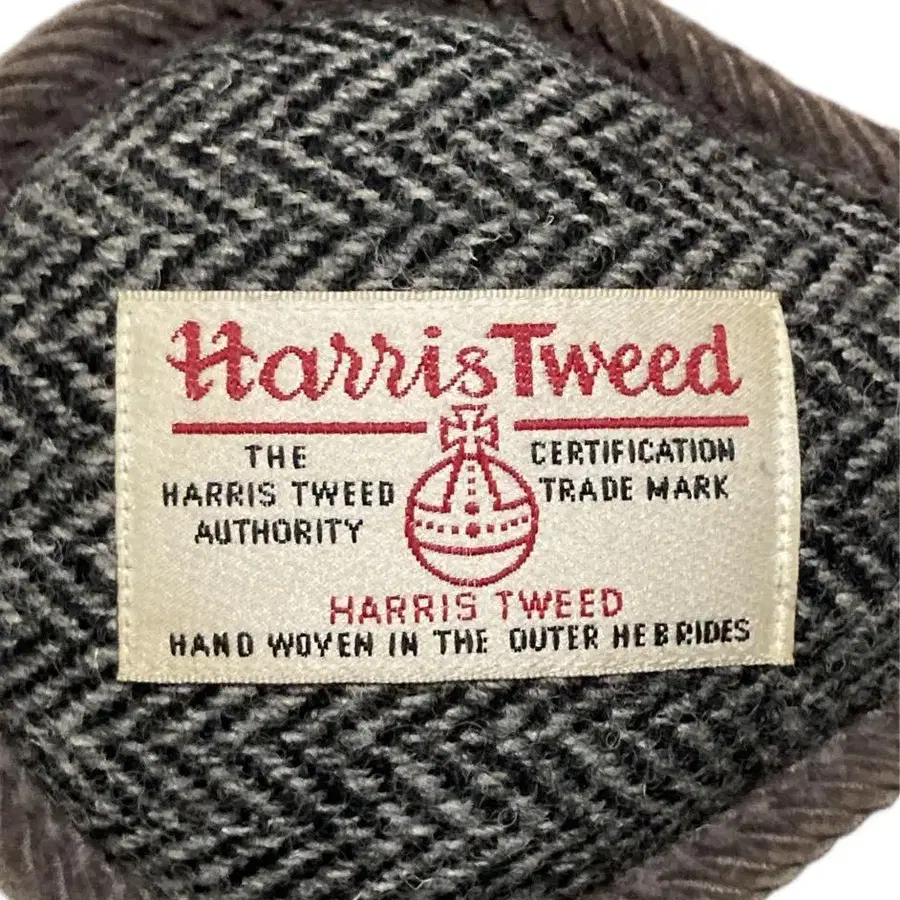 Harris Tweed
THE
HARRIS TWEED
AUTHORITY
CERTIFICATION
TRADE MARK
HARRIS TWEED
HAND WOVEN IN THE OUTER HEBRIDES